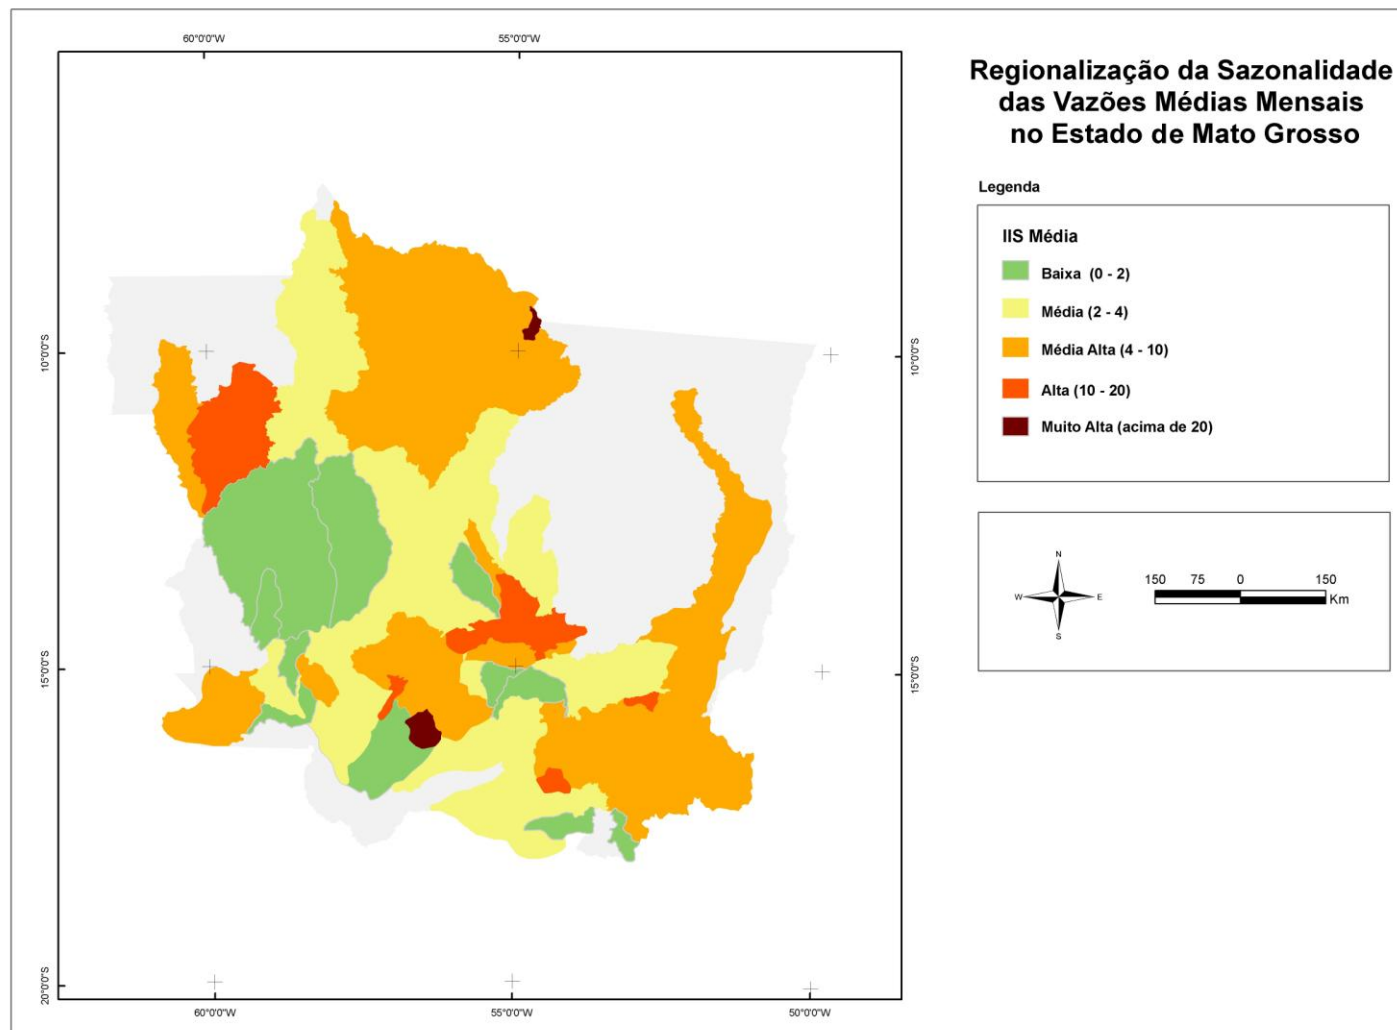 60°0'0"W
55°0'0"W
10°0'0"S
10°0'0"S
15°0'0"S
15°0'0"S
20°0'0"S
60°0'0"W
55°0'0"W
50°0'0"W
Regionalização da Sazonalidade
das Vazões Médias Mensais
no Estado de Mato Grosso
Legenda
IIS Média
Baixa (0 - 2)
Média (2 - 4)
Média Alta (4 - 10)
Alta (10 - 20)
Muito Alta (acima de 20)
N
W
E
S
150 75 0 150
Km